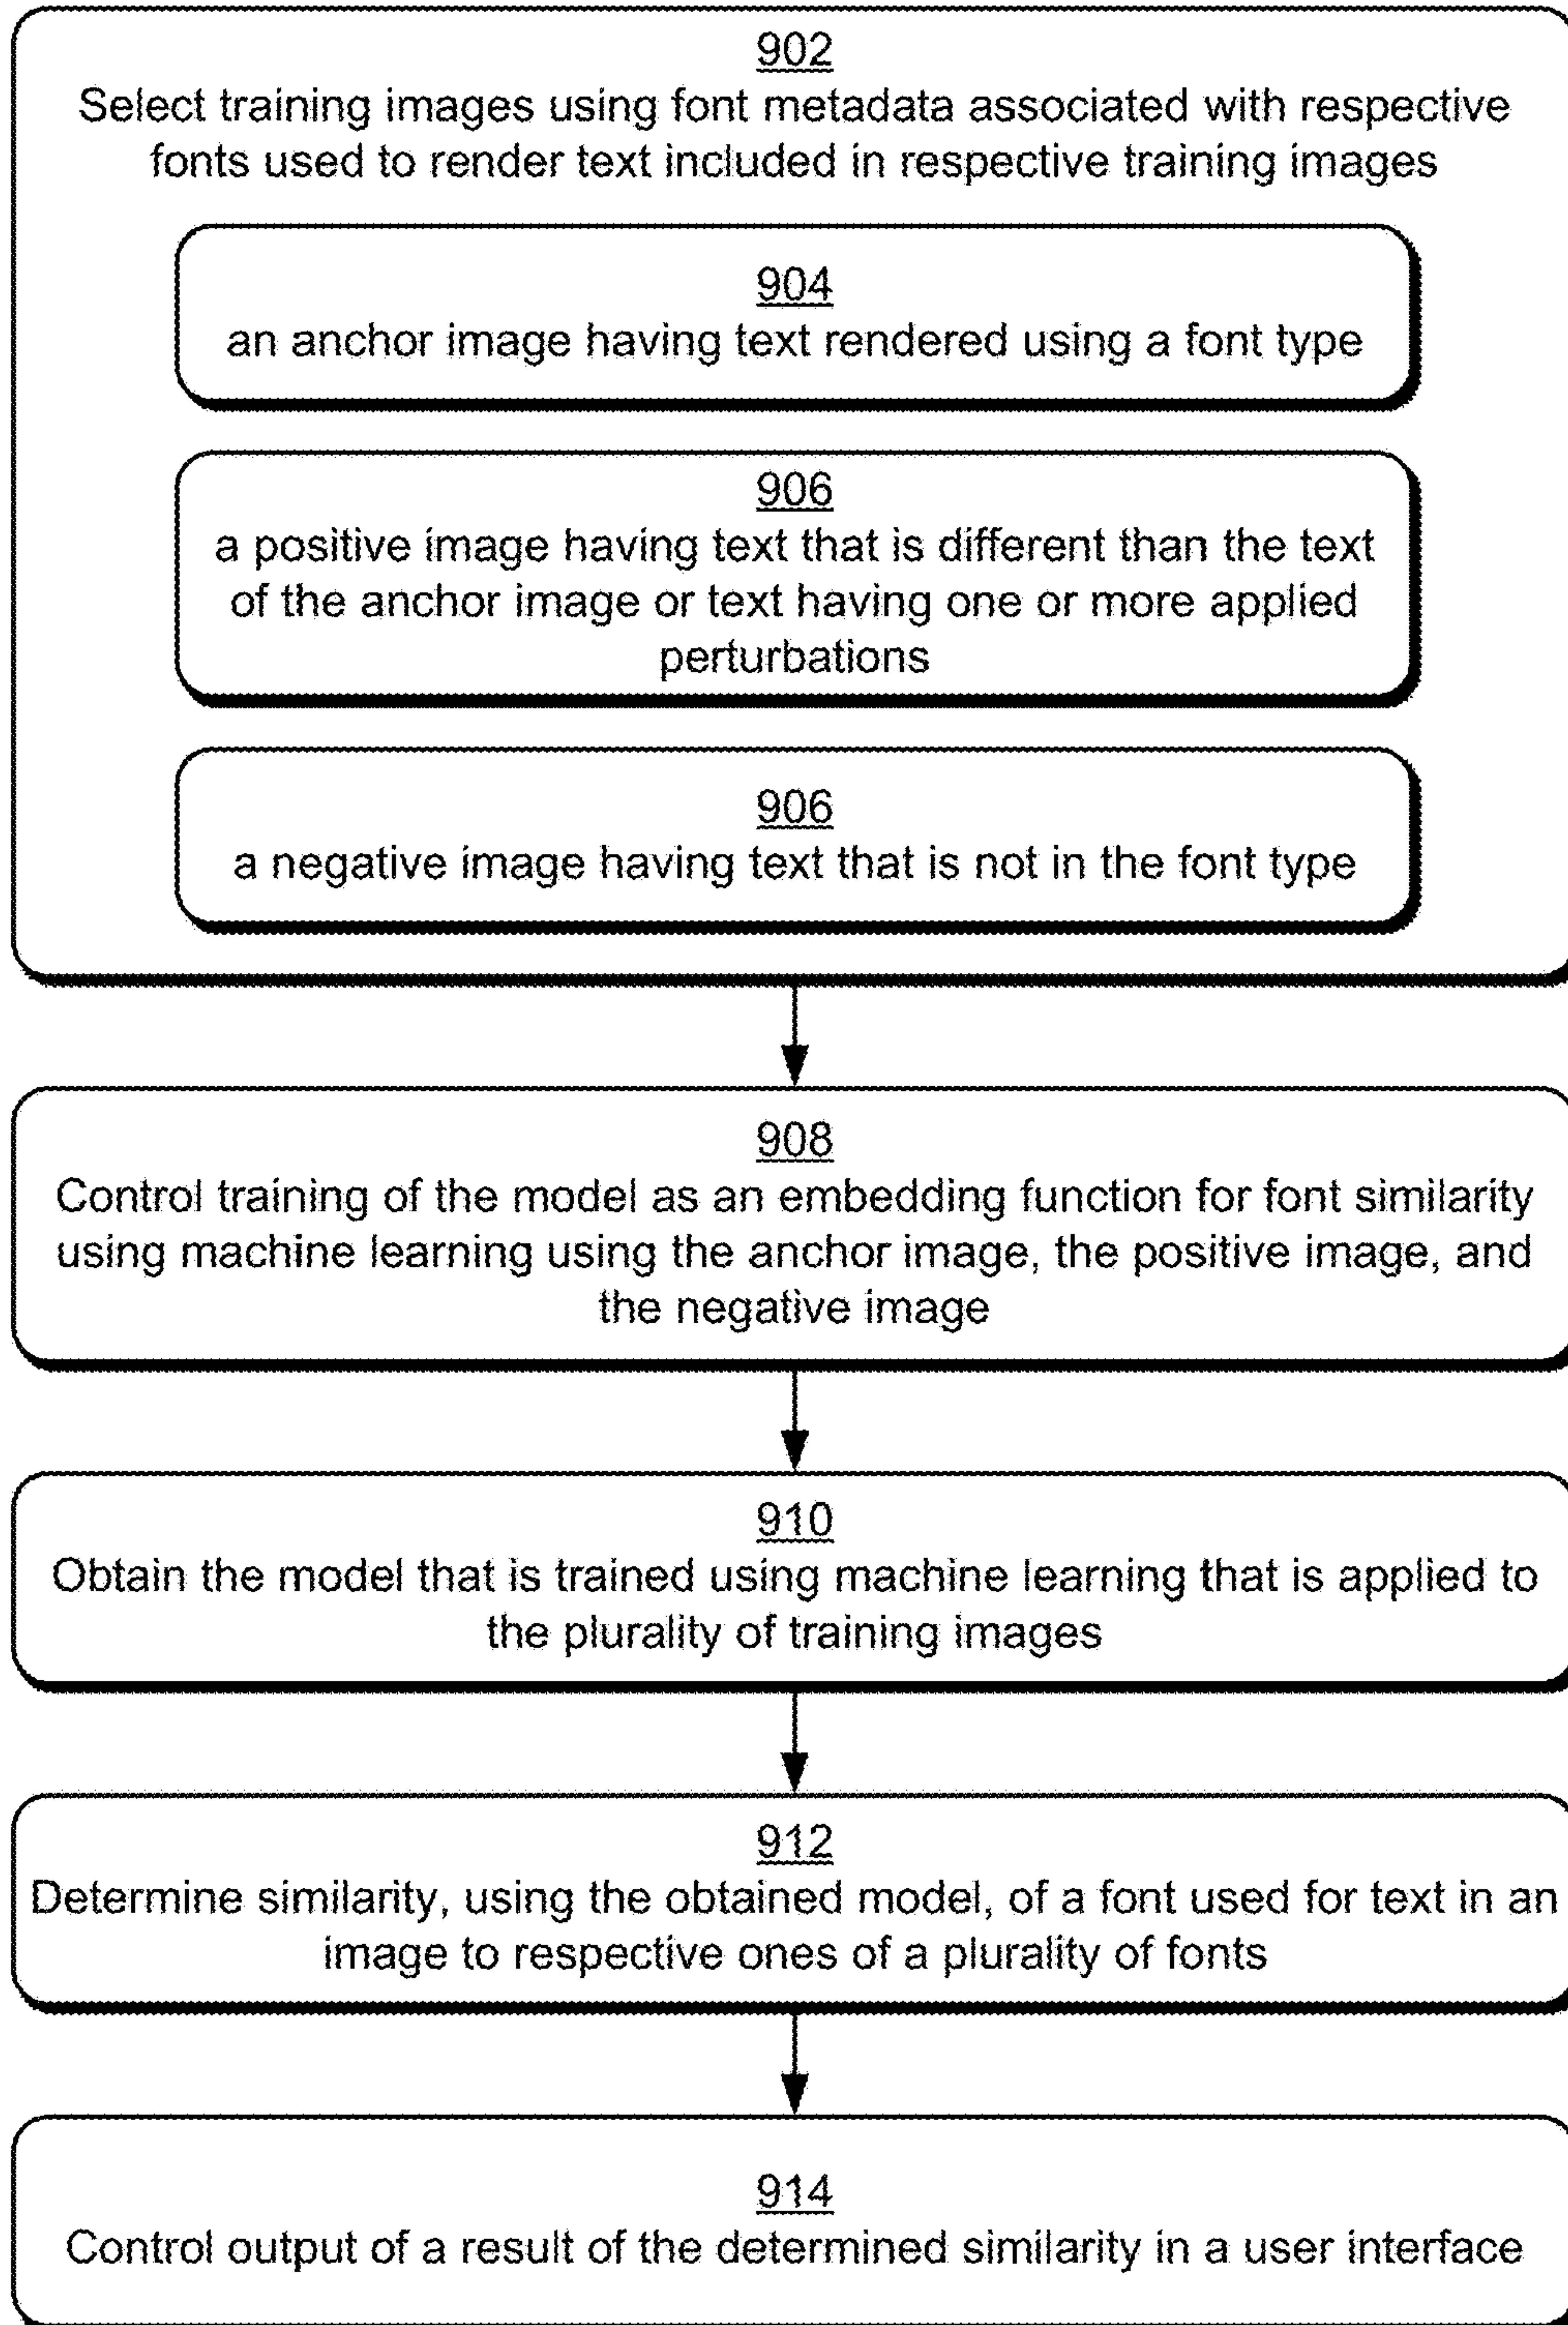 902
Select training images using font metadata associated with respective
fonts used to render text included in respective training images
904
an anchor image having text rendered using a font type
906
a positive image having text that is different than the text
of the anchor image or text having one or more applied
perturbations
906
a negative image having text that is not in the font type
908
Control training of the model as an embedding function for font similarity
using machine learning using the anchor image, the positive image, and
the negative image
910
Obtain the model that is trained using machine learning that is applied to
the plurality of training images
912
Determine similarity, using the obtained model, of a font used for text in an
image to respective ones of a plurality of fonts
914
Control output of a result of the determined similarity in a user interface